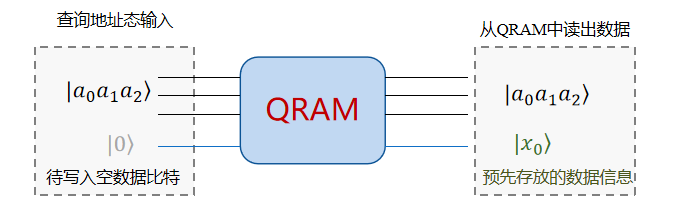 查询地址态输入
从QRAM中读出数据
|a₀a₁a₂⟩
QRAM
|a₀a₁a₂⟩
|0⟩
|x₀⟩
待写入空数据比特
预先存放的数据信息